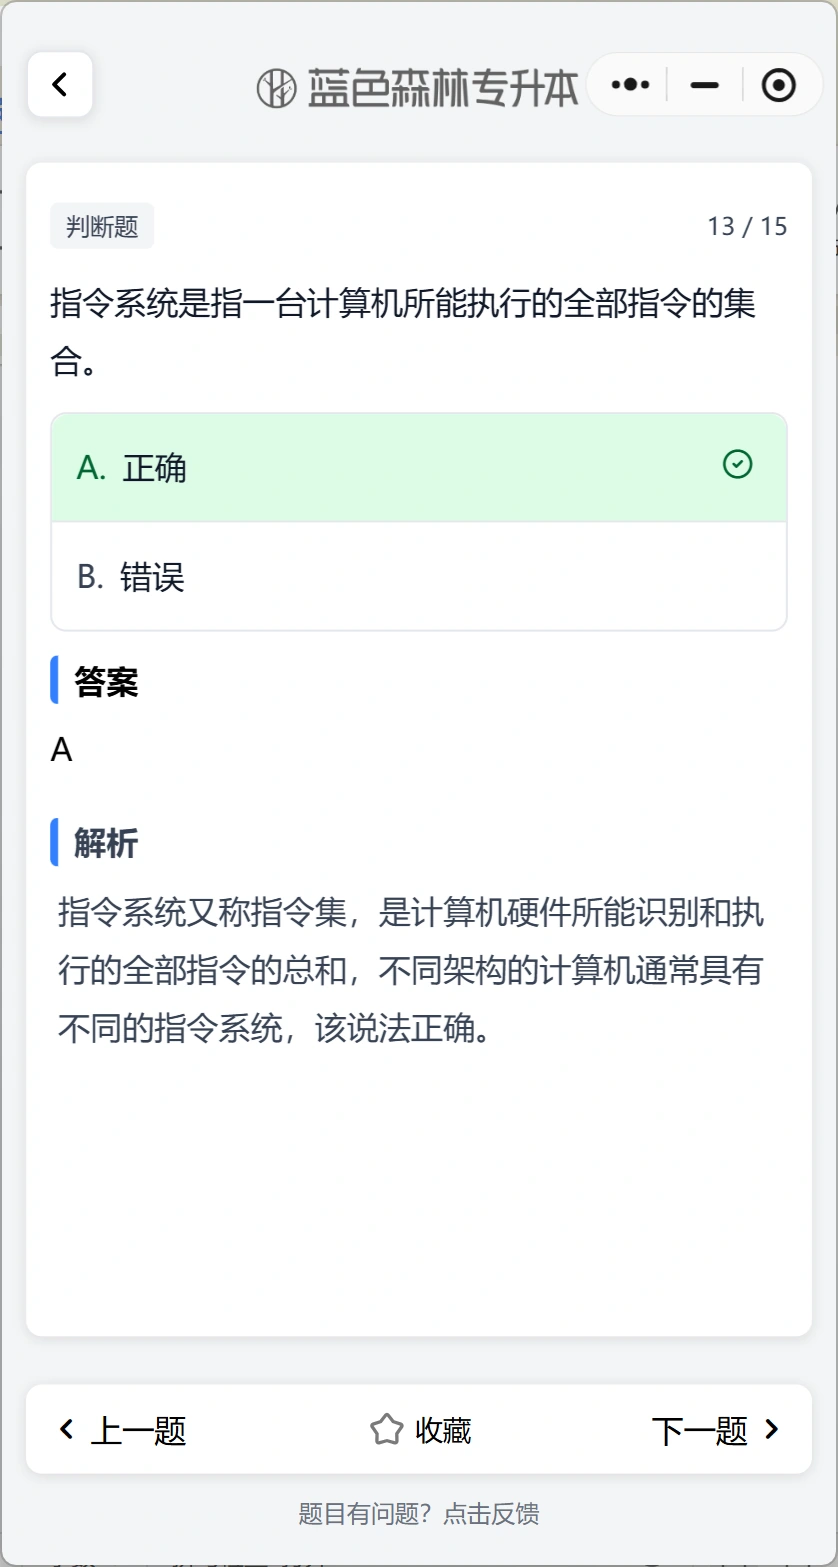 蓝色森林专升本
判断题
13 / 15
指令系统是指一台计算机所能执行的全部指令的集
合。
A. 正确
B. 错误
答案
A
解析
指令系统又称指令集，是计算机硬件所能识别和执
行的全部指令的总和，不同架构的计算机通常具有
不同的指令系统，该说法正确。
上一题
收藏
下一题
题目有问题？点击反馈